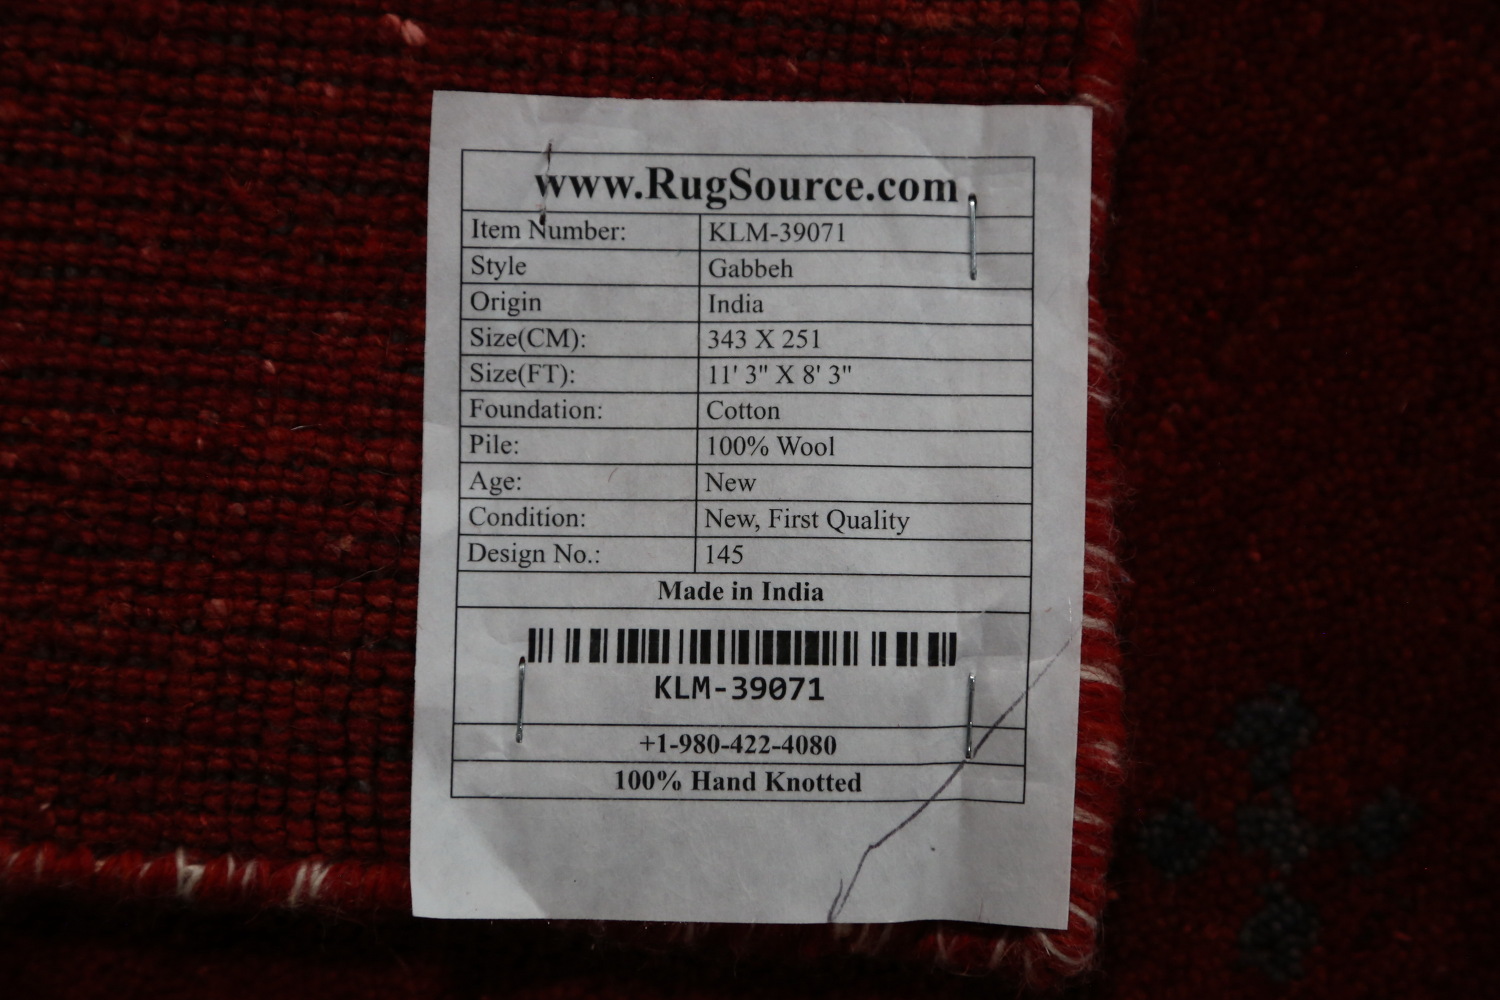 www.RugSource.com
Item Number: KLM-39071
Style Gabbeh
Origin India
Size(CM): 343 X 251
Size(FT): 11' 3" X 8' 3"
Foundation: Cotton
Pile: 100% Wool
Age: New
Condition: New, First Quality
Design No.: 145
Made in India
KLM-39071
+1-980-422-4080
100% Hand Knotted